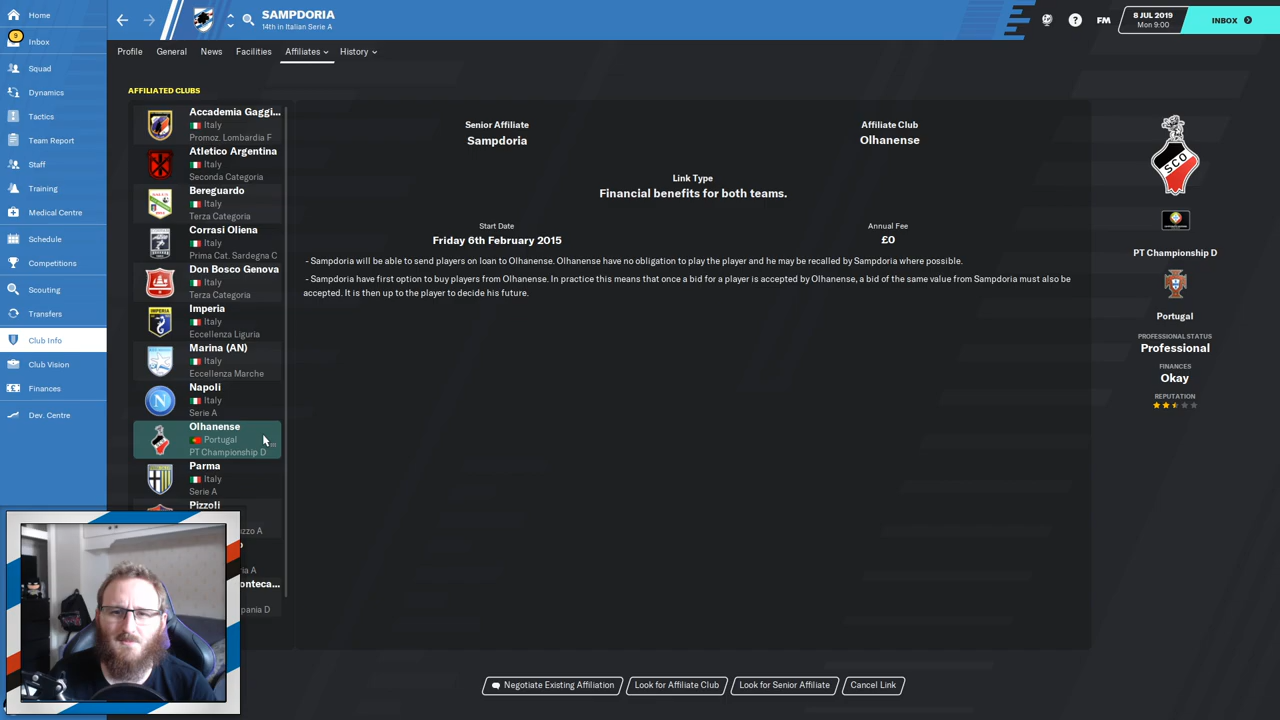 Home
3
Inbox
Squad
Dynamics
Tactics
Team Report
Staff
Training
Medical Centre
Schedule
Competitions
Scouting
Transfers
Club Info
Club Vision
Finances
Dev. Centre
SAMPDORIA
14th in Italian Serie A
?
FM
8 JUL 2019
Mon 9:00
INBOX
Profile
General
News
Facilities
Affiliates
History
AFFILIATED CLUBS
Accademia Gaggi...
Italy
Promoz. Lombardia F
Atletico Argentina
Italy
Seconda Categoria
Bereguardo
Italy
Terza Categoria
Corrasi Oliena
Italy
Prima Cat. Sardegna C
Don Bosco Genova
Italy
Terza Categoria
Imperia
Italy
Eccellenza Liguria
Marina (AN)
Italy
Eccellenza Marche
Napoli
Italy
Serie A
Olhanense
Portugal
PT Championship D
Parma
Italy
Serie A
Pizzoli
Senior Affiliate
Sampdoria
Affiliate Club
Olhanense
Link Type
Financial benefits for both teams.
Start Date
Friday 6th February 2015
Annual Fee
£0
- Sampdoria will be able to send players on loan to Olhanense. Olhanense have no obligation to play the player and he may be recalled by Sampdoria where possible.
- Sampdoria have first option to buy players from Olhanense. In practice this means that once a bid for a player is accepted by Olhanense, a bid of the same value from Sampdoria must also be
accepted. It is then up to the player to decide his future.
SCO
PT Championship D
Portugal
PROFESSIONAL STATUS
Professional
FINANCES
Okay
REPUTATION
Negotiate Existing Affiliation
Look for Affiliate Club
Look for Senior Affiliate
Cancel Link